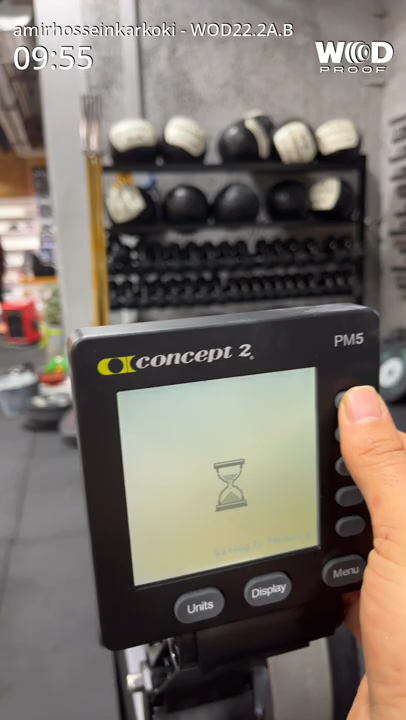 amirhosseinkarkoki - WOD22.2A.B
09:55
WOD
PROOF
PM5
concept 2
Units
Display
Menu